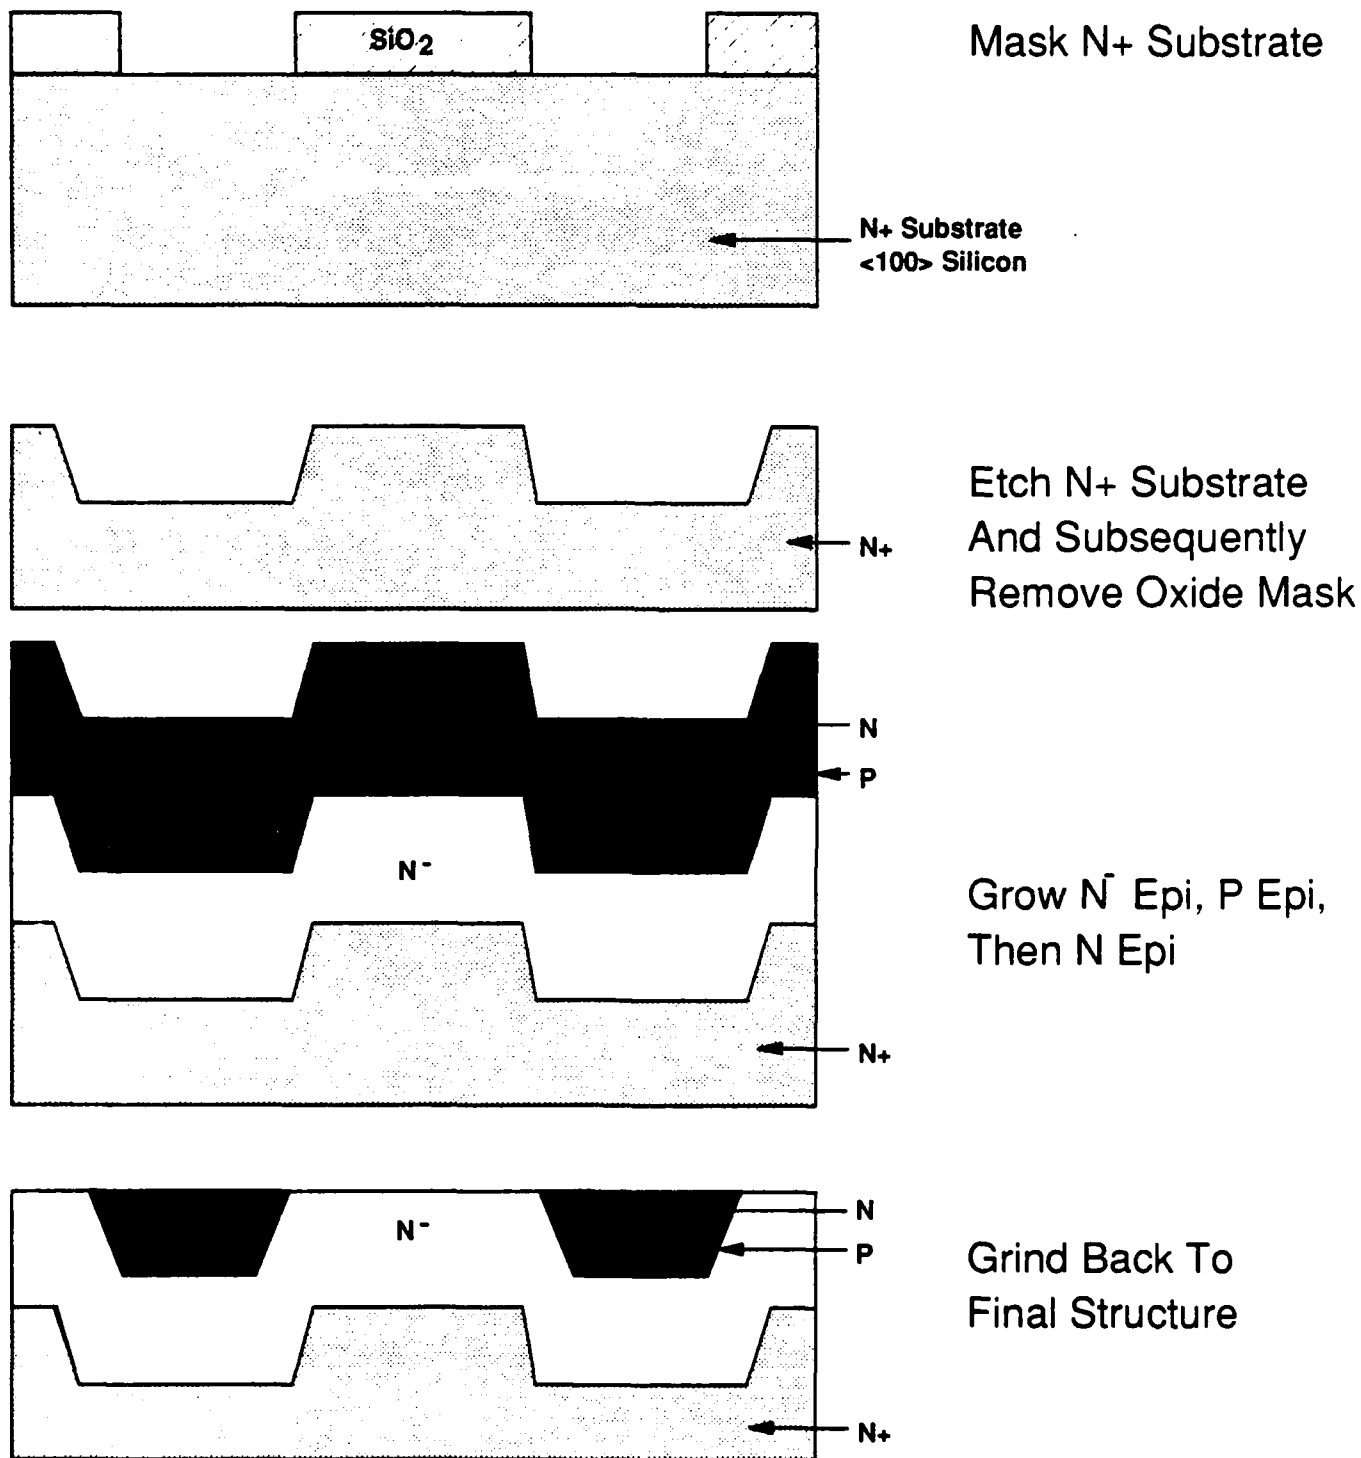 SiO₂
Mask N+ Substrate
N+ Substrate
<100> Silicon
Etch N+ Substrate
And Subsequently
Remove Oxide Mask
N+
N
P
N⁻
Grow N⁻ Epi, P Epi,
Then N Epi
N+
N
N⁻
P
Grind Back To
Final Structure
N+